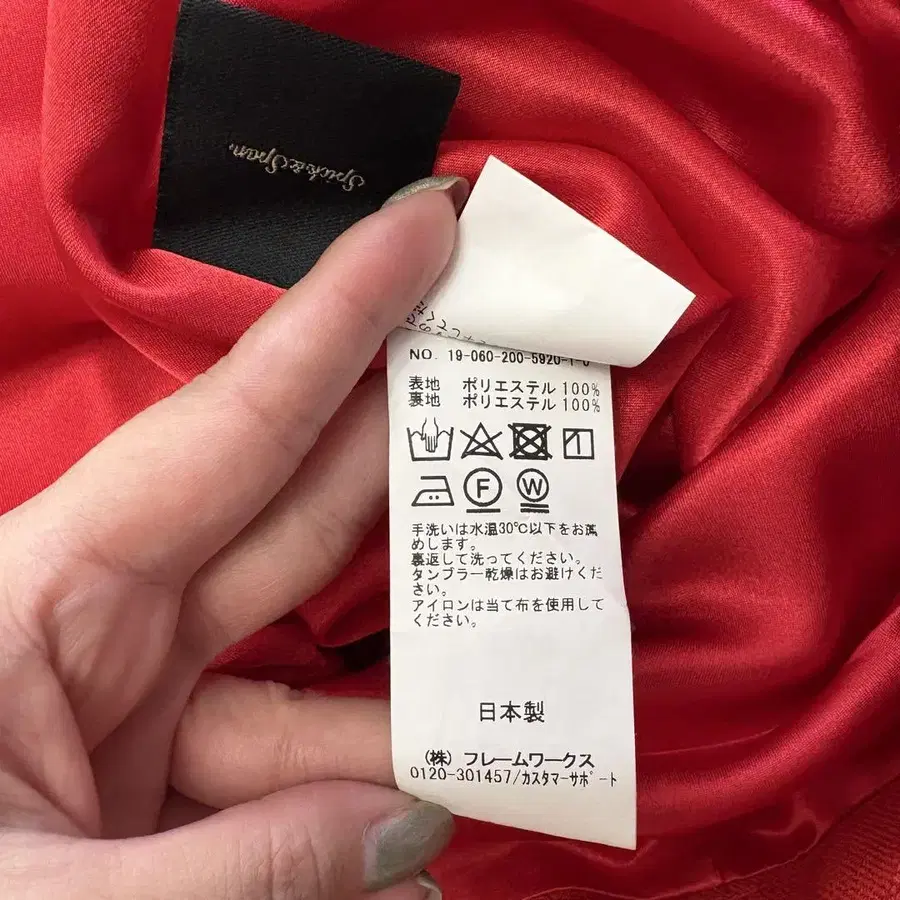 Spick & Span
NO. 19-060-200-5920-1-0
表地 ポリエステル 100%
裏地 ポリエステル 100%
F W
手洗いは水温30℃以下をお薦
めします。
裏返して洗ってください。
タンブラー乾燥はお避けくだ
さい。
アイロンは当て布を使用して
ください。
日本製
(株) フレームワークス
0120-301457/カスタマーサポート